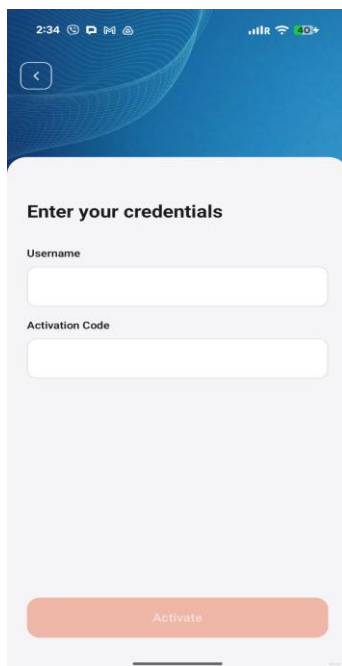 2:34 R 40
Enter your credentials
Username
Activation Code
Activate